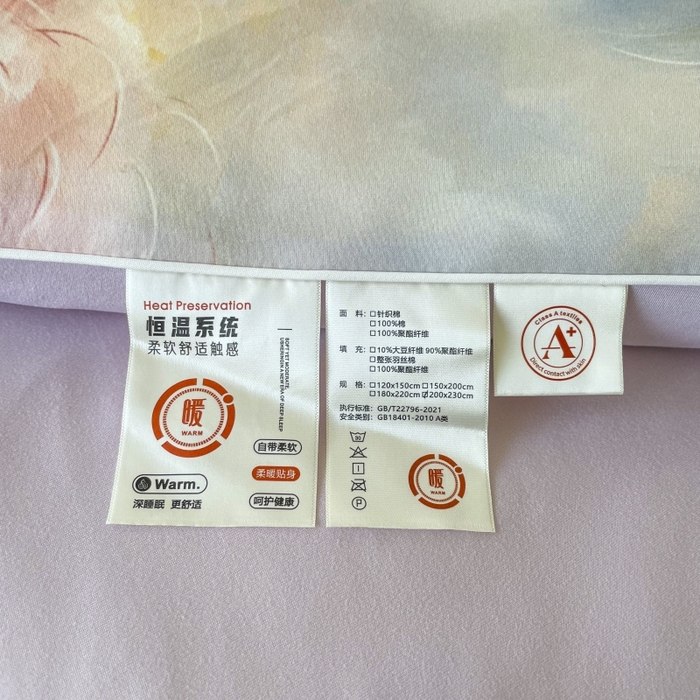 Heat Preservation
恒温系统
柔软舒适触感
SOFT YET MODERATE,
USHERING IN A NEW ERA OF DEEP SLEEP
暖
WARM
自带柔软
柔暖贴身
呵护健康
Warm.
深睡眠 更舒适
面 料：□针织棉
□100%棉
□100%聚酯纤维
填 充：□10%大豆纤维 90%聚酯纤维
□整张羽丝棉
□100%聚酯纤维
规 格：□120x150cm□150x200cm
□180x220cm☑200x230cm
执行标准：GB/T22796-2021
安全类别：GB18401-2010 A类
30
P
暖
WARM
Class A textiles
A+
Direct contact with skin